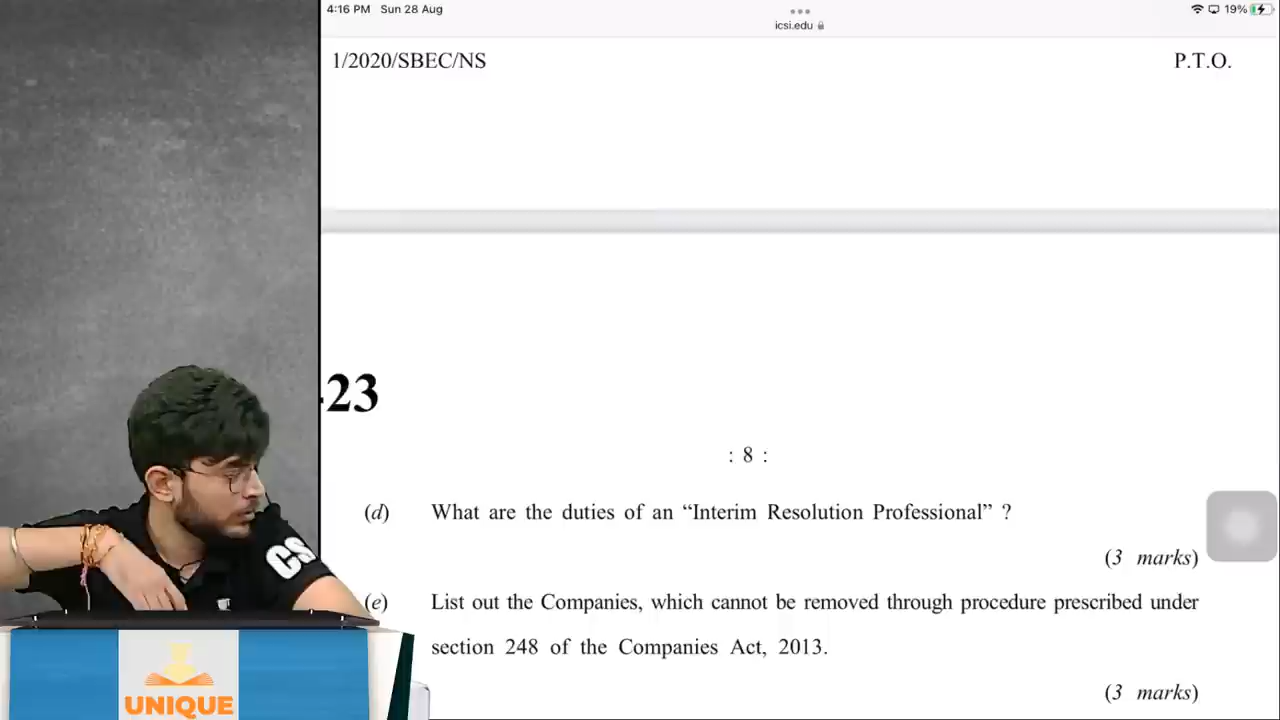 4:16 PM Sun 28 Aug
icsi.edu
19%
1/2020/SBEC/NS P.T.O.
23
: 8 :
(d) What are the duties of an “Interim Resolution Professional” ?
(3 marks)
(e) List out the Companies, which cannot be removed through procedure prescribed under
section 248 of the Companies Act, 2013.
(3 marks)
CS
UNIQUE